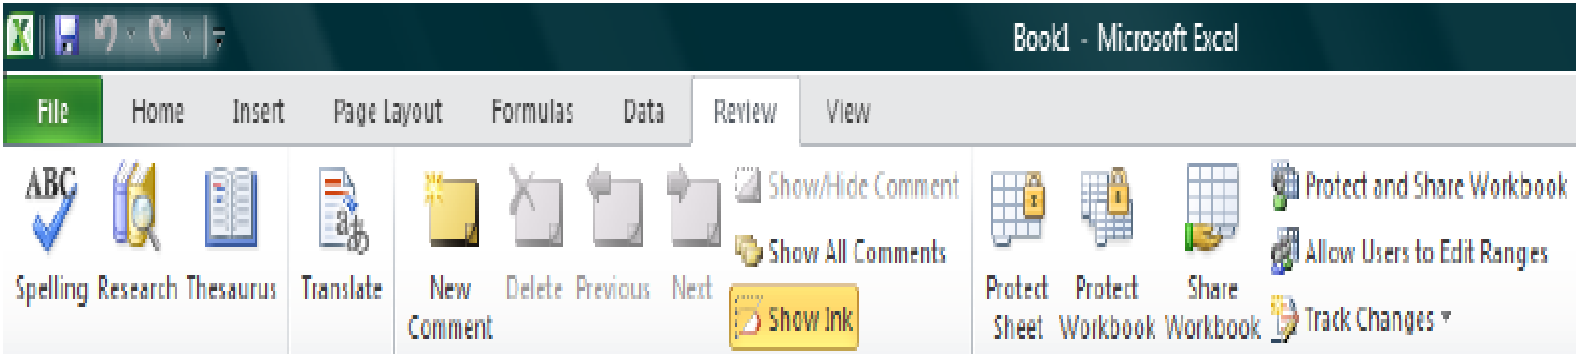 Book1 - Microsoft Excel
File Home Insert Page Layout Formulas Data Review View
ABC
Spelling Research Thesaurus
Translate
New Comment
Delete Previous Next
Show/Hide Comment
Show All Comments
Show Ink
Protect Sheet
Protect Workbook
Share Workbook
Protect and Share Workbook
Allow Users to Edit Ranges
Track Changes